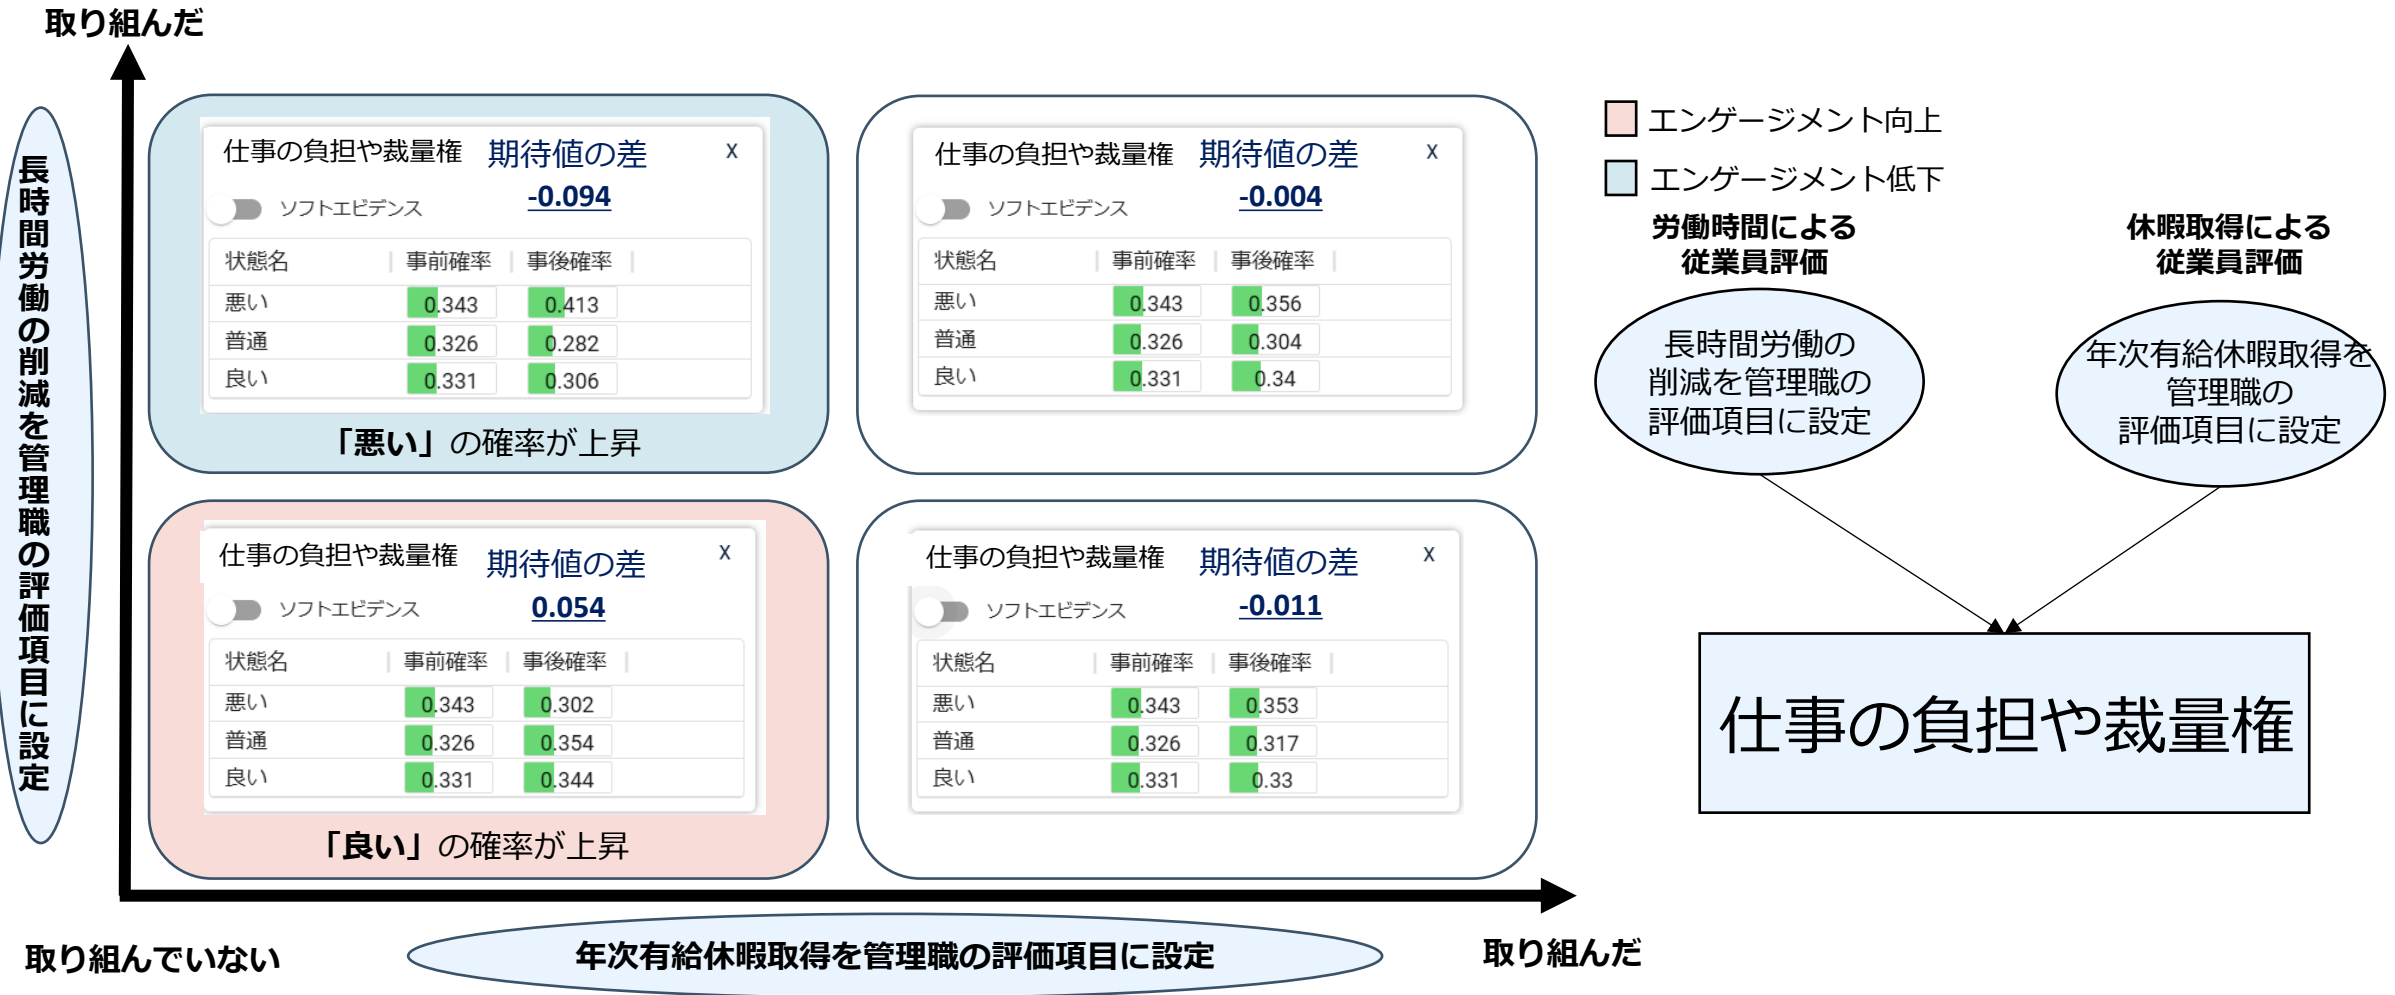 取り組んだ
長時間労働の削減を管理職の評価項目に設定
仕事の負担や裁量権 期待値の差 X
ソフトエビデンス -0.094
状態名 事前確率 事後確率
悪い 0.343 0.413
普通 0.326 0.282
良い 0.331 0.306
「悪い」の確率が上昇
仕事の負担や裁量権 期待値の差 X
ソフトエビデンス -0.004
状態名 事前確率 事後確率
悪い 0.343 0.356
普通 0.326 0.304
良い 0.331 0.34
仕事の負担や裁量権 期待値の差 X
ソフトエビデンス 0.054
状態名 事前確率 事後確率
悪い 0.343 0.302
普通 0.326 0.354
良い 0.331 0.344
「良い」の確率が上昇
仕事の負担や裁量権 期待値の差 X
ソフトエビデンス -0.011
状態名 事前確率 事後確率
悪い 0.343 0.353
普通 0.326 0.317
良い 0.331 0.33
取り組んでいない
年次有給休暇取得を管理職の評価項目に設定
取り組んだ
エンゲージメント向上
エンゲージメント低下
労働時間による
従業員評価
長時間労働の
削減を管理職の
評価項目に設定
休暇取得による
従業員評価
年次有給休暇取得を
管理職の
評価項目に設定
仕事の負担や裁量権